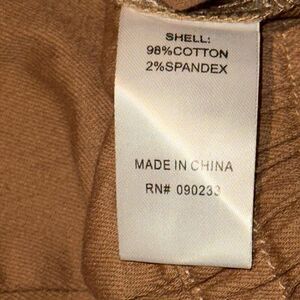 SHELL:
98%COTTON
2%SPANDEX
MADE IN CHINA
RN# 090233